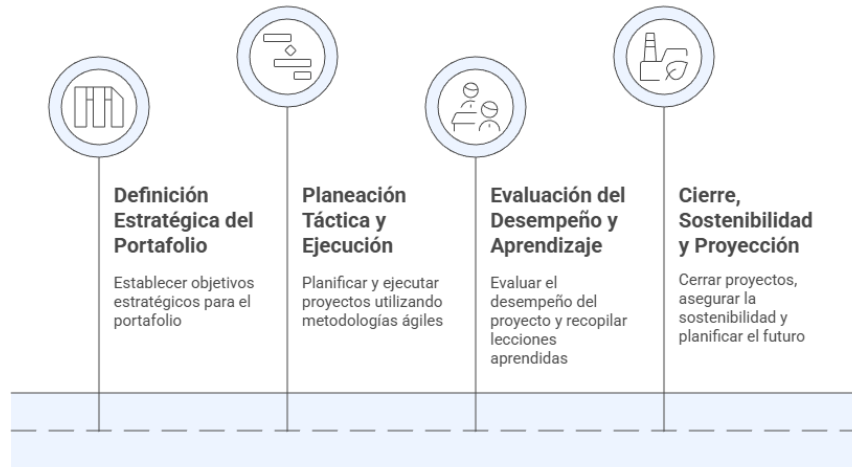 Definición
Estratégica del
Portafolio
Establecer objetivos
estratégicos para el
portafolio
Planeación
Táctica y
Ejecución
Planificar y ejecutar
proyectos utilizando
metodologías ágiles
Evaluación del
Desempeño y
Aprendizaje
Evaluar el
desempeño del
proyecto y recopilar
lecciones
aprendidas
Cierre,
Sostenibilidad
y Proyección
Cerrar proyectos,
asegurar la
sostenibilidad y
planificar el futuro